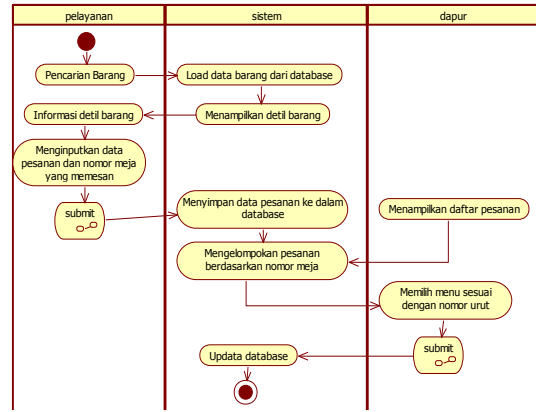 pelayanan
sistem
dapur
Pencarian Barang
Load data barang dari database
Informasi detil barang
Menampilkan detil barang
Menginputkan data
pesanan dan nomor meja
yang memesan
submit
Menyimpan data pesanan ke dalam
database
Menampilkan daftar pesanan
Mengelompokan pesanan
berdasarkan nomor meja
Memilih menu sesuai
dengan nomor urut
submit
Updata database